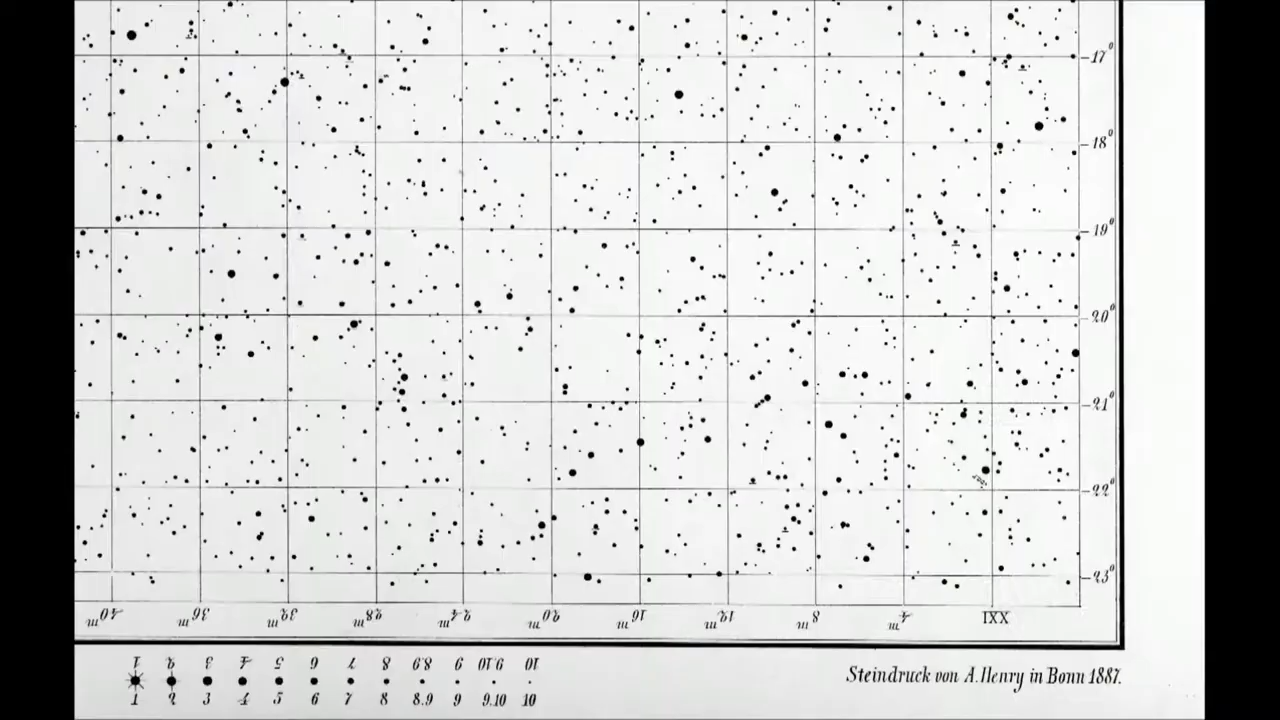 -17°
-18°
-19°
-20°
-21°
-22°
-23°
40m 36m 32m 28m 24m 20m 16m 12m 8m 4m XXI
1 2 3 4 5 6 7 8 8.9 9 9.10 10
1 2 3 4 5 6 7 8 8.9 9 9.10 10
Steindruck von A. Henry in Bonn 1887.